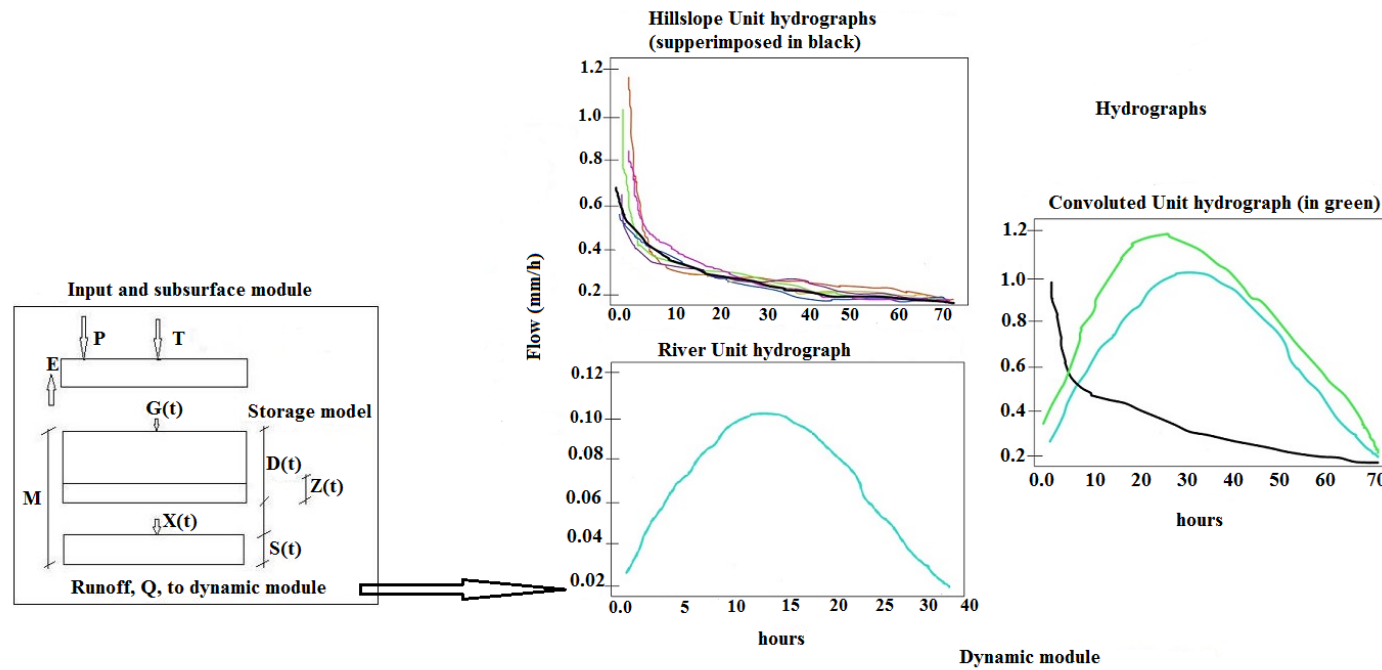 Hillslope Unit hydrographs
(supperimposed in black)
1.2
1.0
0.8
0.6
0.4
0.2
0.0 10 20 30 40 50 60 70
Flow (mm/h)
River Unit hydrograph
0.12
0.10
0.08
0.06
0.04
0.02
0.0 5 10 15 20 25 30 40
hours
Hydrographs
Convoluted Unit hydrograph (in green)
1.2
1.0
0.8
0.6
0.4
0.2
0.0 10 20 30 40 50 60 70
hours
Input and subsurface module
P T
E
G(t)
Storage model
D(t)
Z(t)
M
X(t)
S(t)
Runoff, Q, to dynamic module
Dynamic module